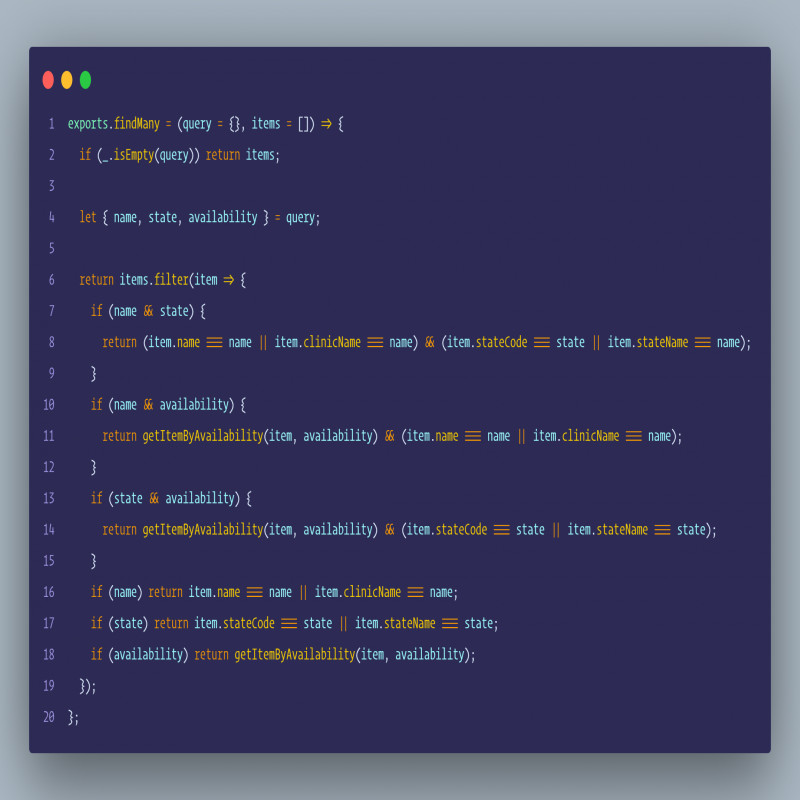 1 exports.findMany = (query = {}, items = []) => {
2 if (_.isEmpty(query)) return items;
3
4 let { name, state, availability } = query;
5
6 return items.filter(item => {
7 if (name && state) {
8 return (item.name === name || item.clinicName === name) && (item.stateCode === state || item.stateName === name);
9 }
10 if (name && availability) {
11 return getItemByAvailability(item, availability) && (item.name === name || item.clinicName === name);
12 }
13 if (state && availability) {
14 return getItemByAvailability(item, availability) && (item.stateCode === state || item.stateName === state);
15 }
16 if (name) return item.name === name || item.clinicName === name;
17 if (state) return item.stateCode === state || item.stateName === state;
18 if (availability) return getItemByAvailability(item, availability);
19 });
20 };